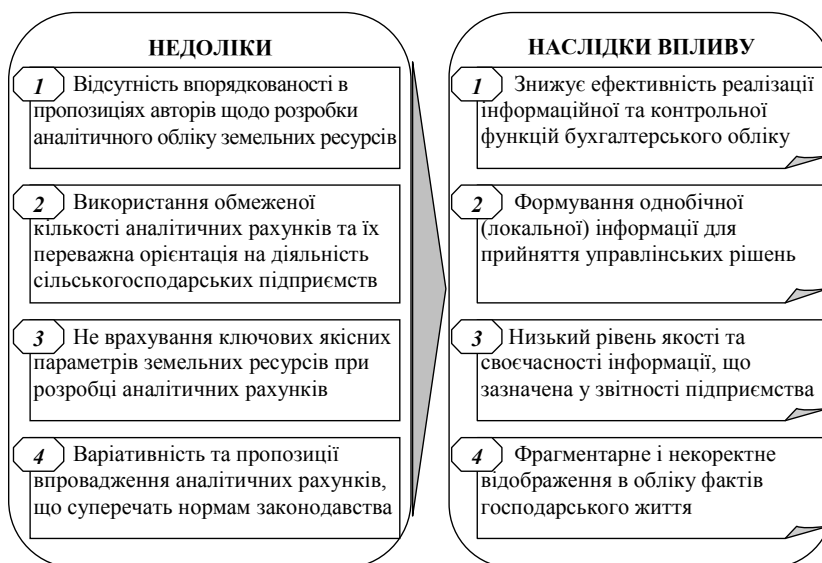 НЕДОЛІКИ
1 Відсутність впорядкованості в
пропозиціях авторів щодо розробки
аналітичного обліку земельних ресурсів
2 Використання обмеженої
кількості аналітичних рахунків та їх
переважна орієнтація на діяльність
сільськогосподарських підприємств
3 Не врахування ключових якісних
параметрів земельних ресурсів при
розробці аналітичних рахунків
4 Варіативність та пропозиції
впровадження аналітичних рахунків,
що суперечать нормам законодавства
НАСЛІДКИ ВПЛИВУ
1 Знижує ефективність реалізації
інформаційної та контрольної
функцій бухгалтерського обліку
2 Формування однобічної
(локальної) інформації для
прийняття управлінських рішень
3 Низький рівень якості та
своєчасності інформації, що
зазначена у звітності підприємства
4 Фрагментарне і некоректне
відображення в обліку фактів
господарського життя